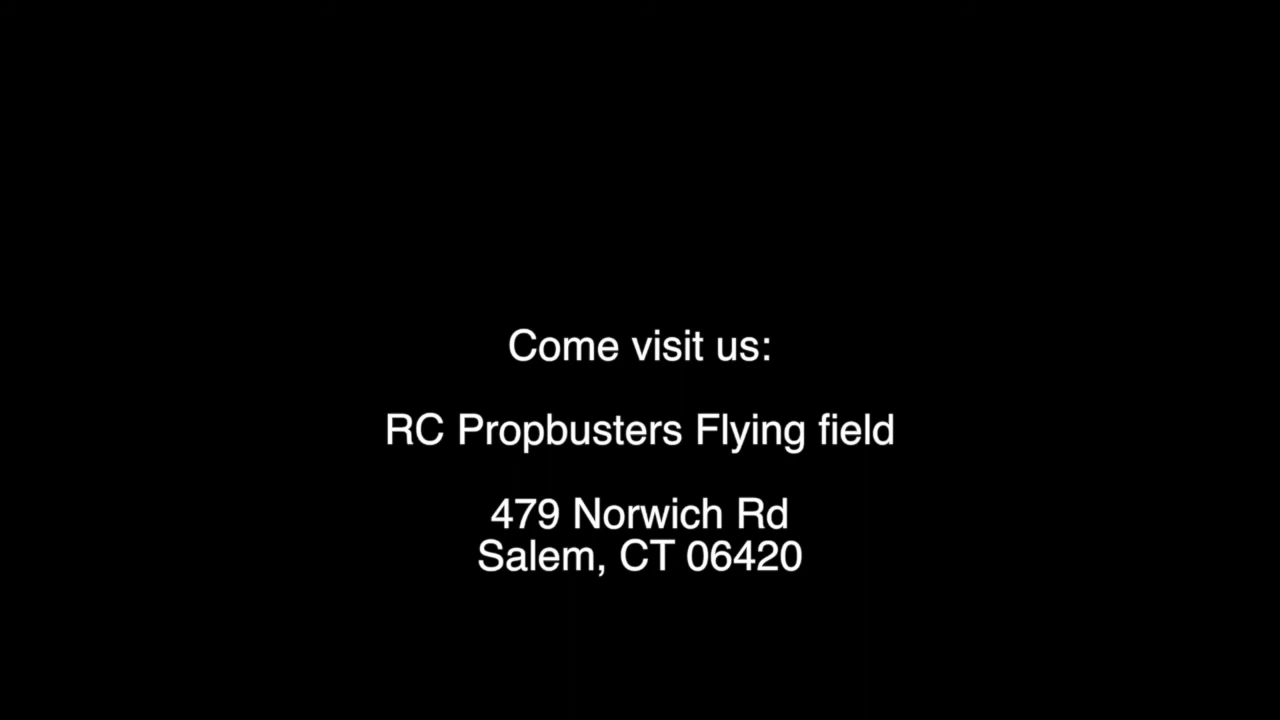 Come visit us:
RC Propbusters Flying field
479 Norwich Rd
Salem, CT 06420